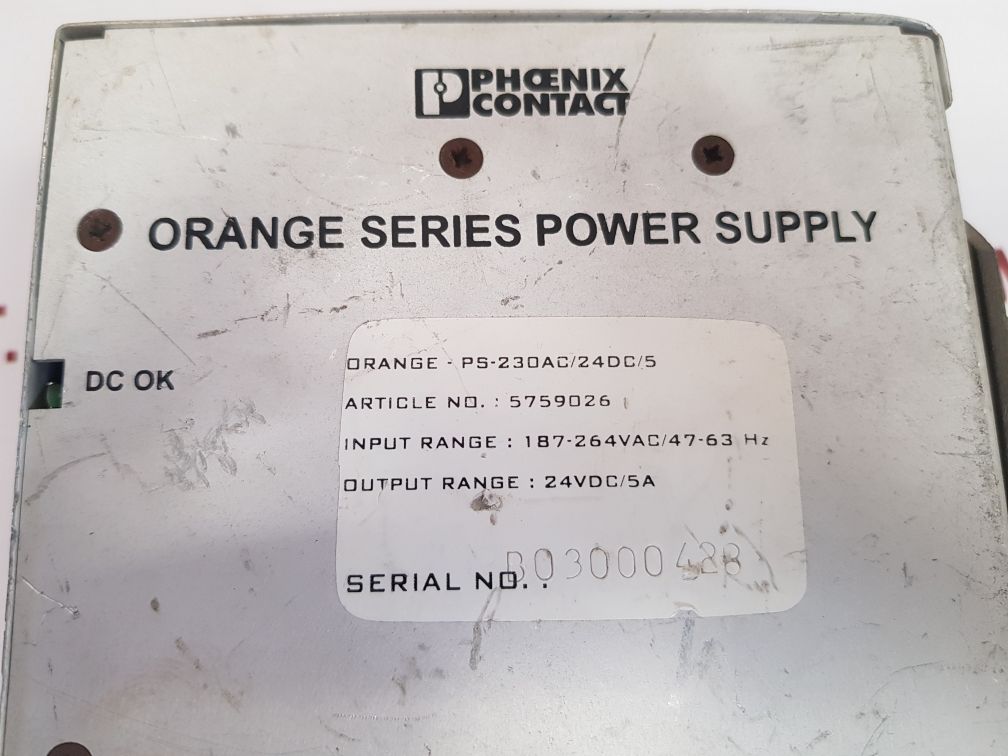 PHŒNIX
CONTACT
ORANGE SERIES POWER SUPPLY
DC OK
ORANGE - PS-230AC/24DC/5
ARTICLE NO. : 5759026
INPUT RANGE : 187-264VAC/47-63 Hz
OUTPUT RANGE : 24VDC/5A
SERIAL NO. : B03000428